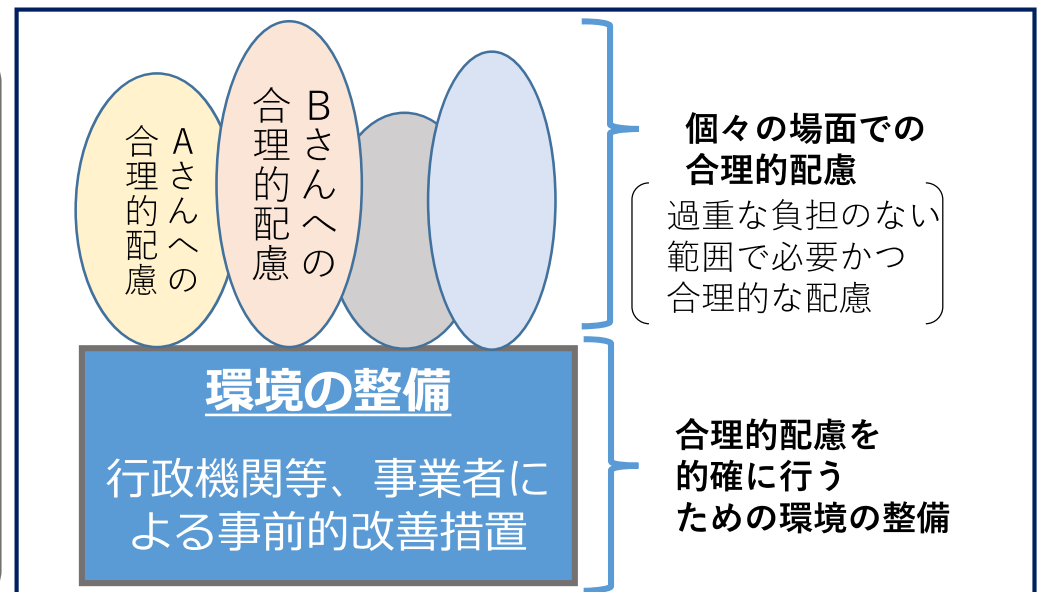 Aさんへの
合理的配慮
Bさんへの
合理的配慮
個々の場面での
合理的配慮
過重な負担のない
範囲で必要かつ
合理的な配慮
環境の整備
行政機関等、事業者に
よる事前的改善措置
合理的配慮を
的確に行う
ための環境の整備